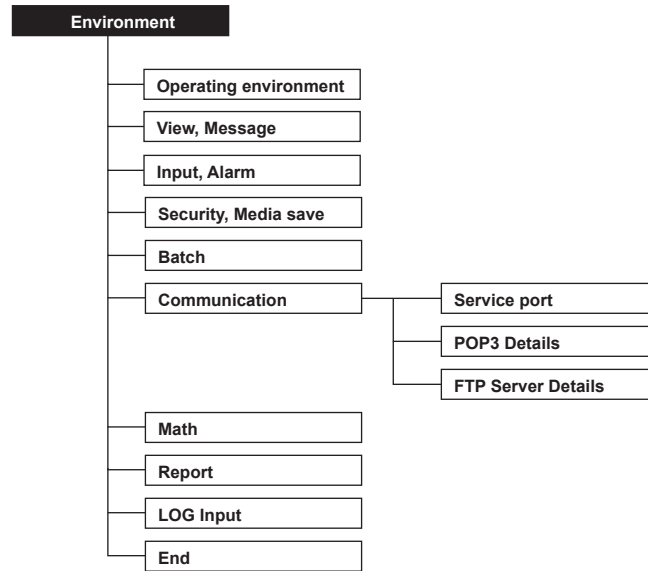 Environment
Operating environment
View, Message
Input, Alarm
Security, Media save
Batch
Communication
Service port
POP3 Details
FTP Server Details
Math
Report
LOG Input
End